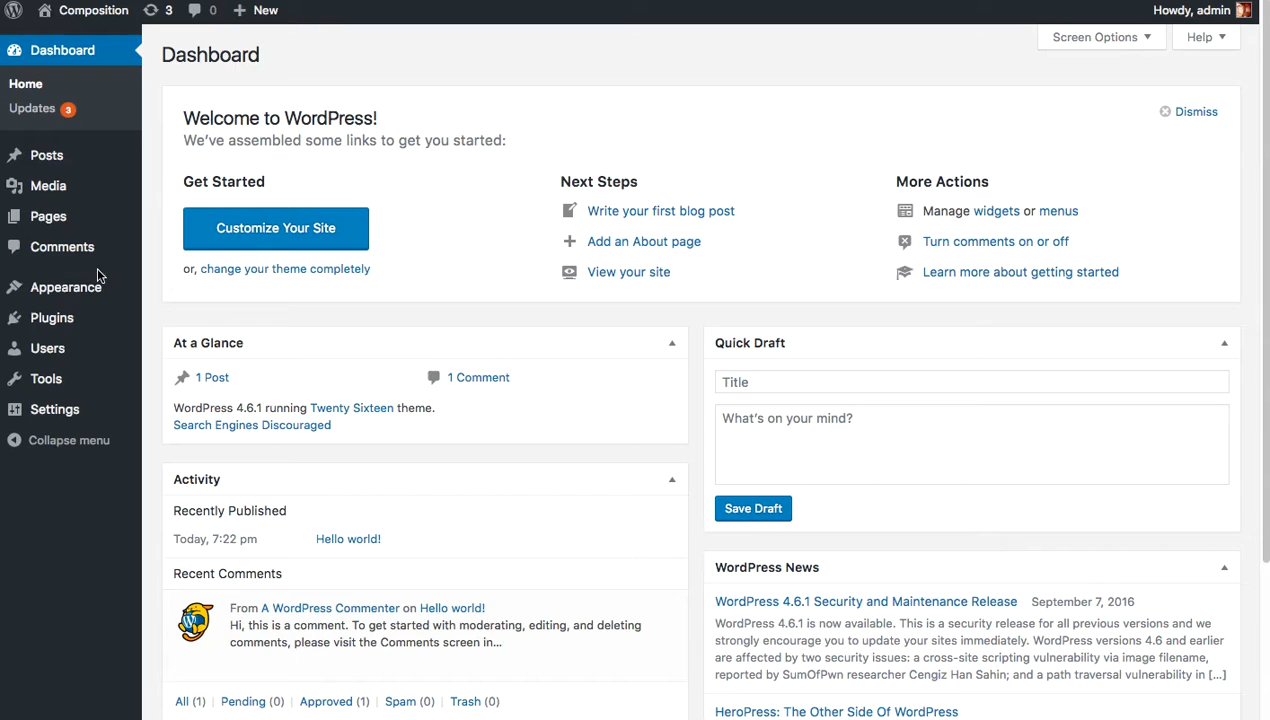 Composition 3 0 New Howdy, admin
Dashboard
Home
Updates 3
Posts
Media
Pages
Comments
Appearance
Plugins
Users
Tools
Settings
Collapse menu
Dashboard
Screen Options Help
Welcome to WordPress!
We've assembled some links to get you started:
Dismiss
Get Started
Customize Your Site
or, change your theme completely
Next Steps
Write your first blog post
Add an About page
View your site
More Actions
Manage widgets or menus
Turn comments on or off
Learn more about getting started
At a Glance
1 Post 1 Comment
WordPress 4.6.1 running Twenty Sixteen theme.
Search Engines Discouraged
Activity
Recently Published
Today, 7:22 pm Hello world!
Recent Comments
From A WordPress Commenter on Hello world!
Hi, this is a comment. To get started with moderating, editing, and deleting
comments, please visit the Comments screen in…
All (1) | Pending (0) | Approved (1) | Spam (0) | Trash (0)
Quick Draft
Title
What's on your mind?
Save Draft
WordPress News
WordPress 4.6.1 Security and Maintenance Release September 7, 2016
WordPress 4.6.1 is now available. This is a security release for all previous versions and we
strongly encourage you to update your sites immediately. WordPress versions 4.6 and earlier
are affected by two security issues: a cross-site scripting vulnerability via image filename,
reported by SumOfPwn researcher Cengiz Han Sahin; and a path traversal vulnerability in […]
HeroPress: The Other Side Of WordPress